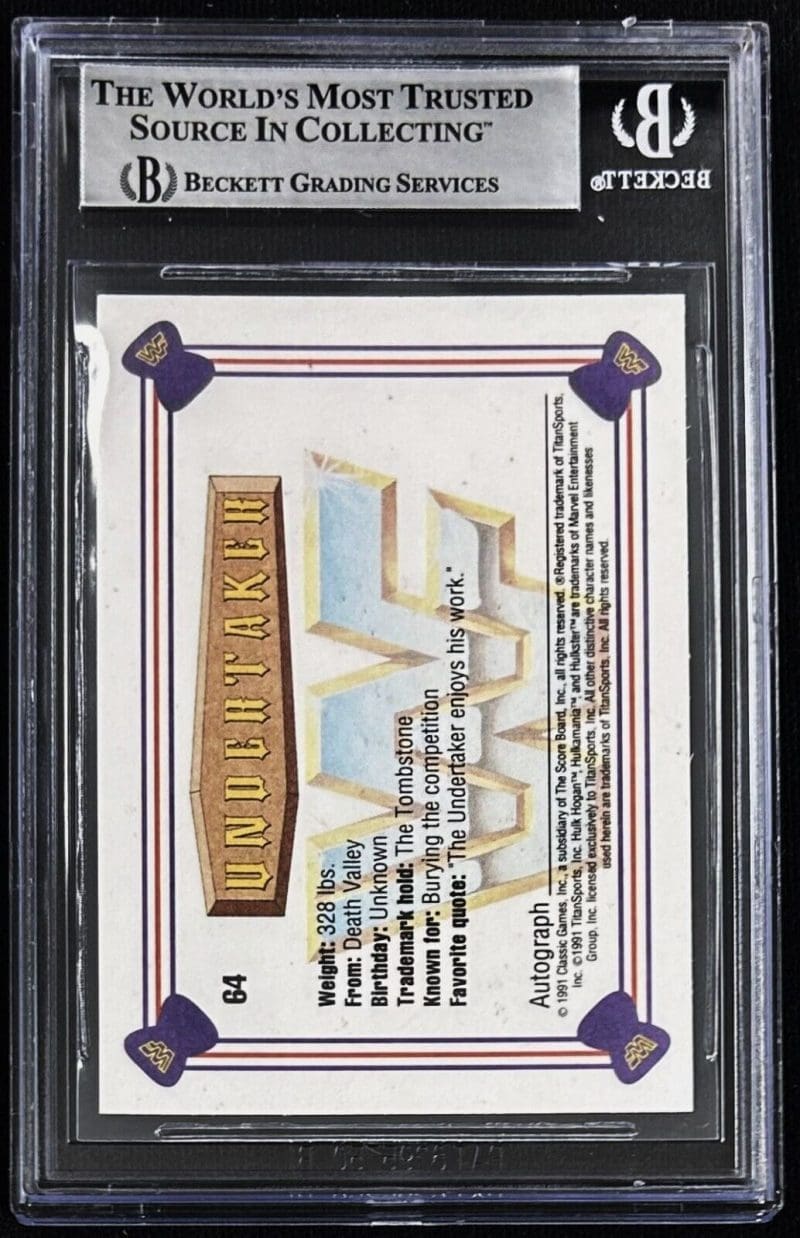 THE WORLD'S MOST TRUSTED
SOURCE IN COLLECTING™
B BECKETT GRADING SERVICES
B
BECKETT®
WF
WF
64
UNDERTAKER
Weight: 328 lbs.
From: Death Valley
Birthday: Unknown
Trademark hold: The Tombstone
Known for: Burying the competition
Favorite quote: "The Undertaker enjoys his work."
Autograph
© 1991 Classic Games, Inc., a subsidiary of The Score Board, Inc., all rights reserved. ®Registered trademark of TitanSports,
Inc. ©1991 TitanSports, Inc. Hulk Hogan™, Hulkamania™ and Hulkster™ are trademarks of Marvel Entertainment
Group, Inc. licensed exclusively to TitanSports, Inc. All other distinctive character names and likenesses
used herein are trademarks of TitanSports, Inc. All rights reserved.
WF
WF